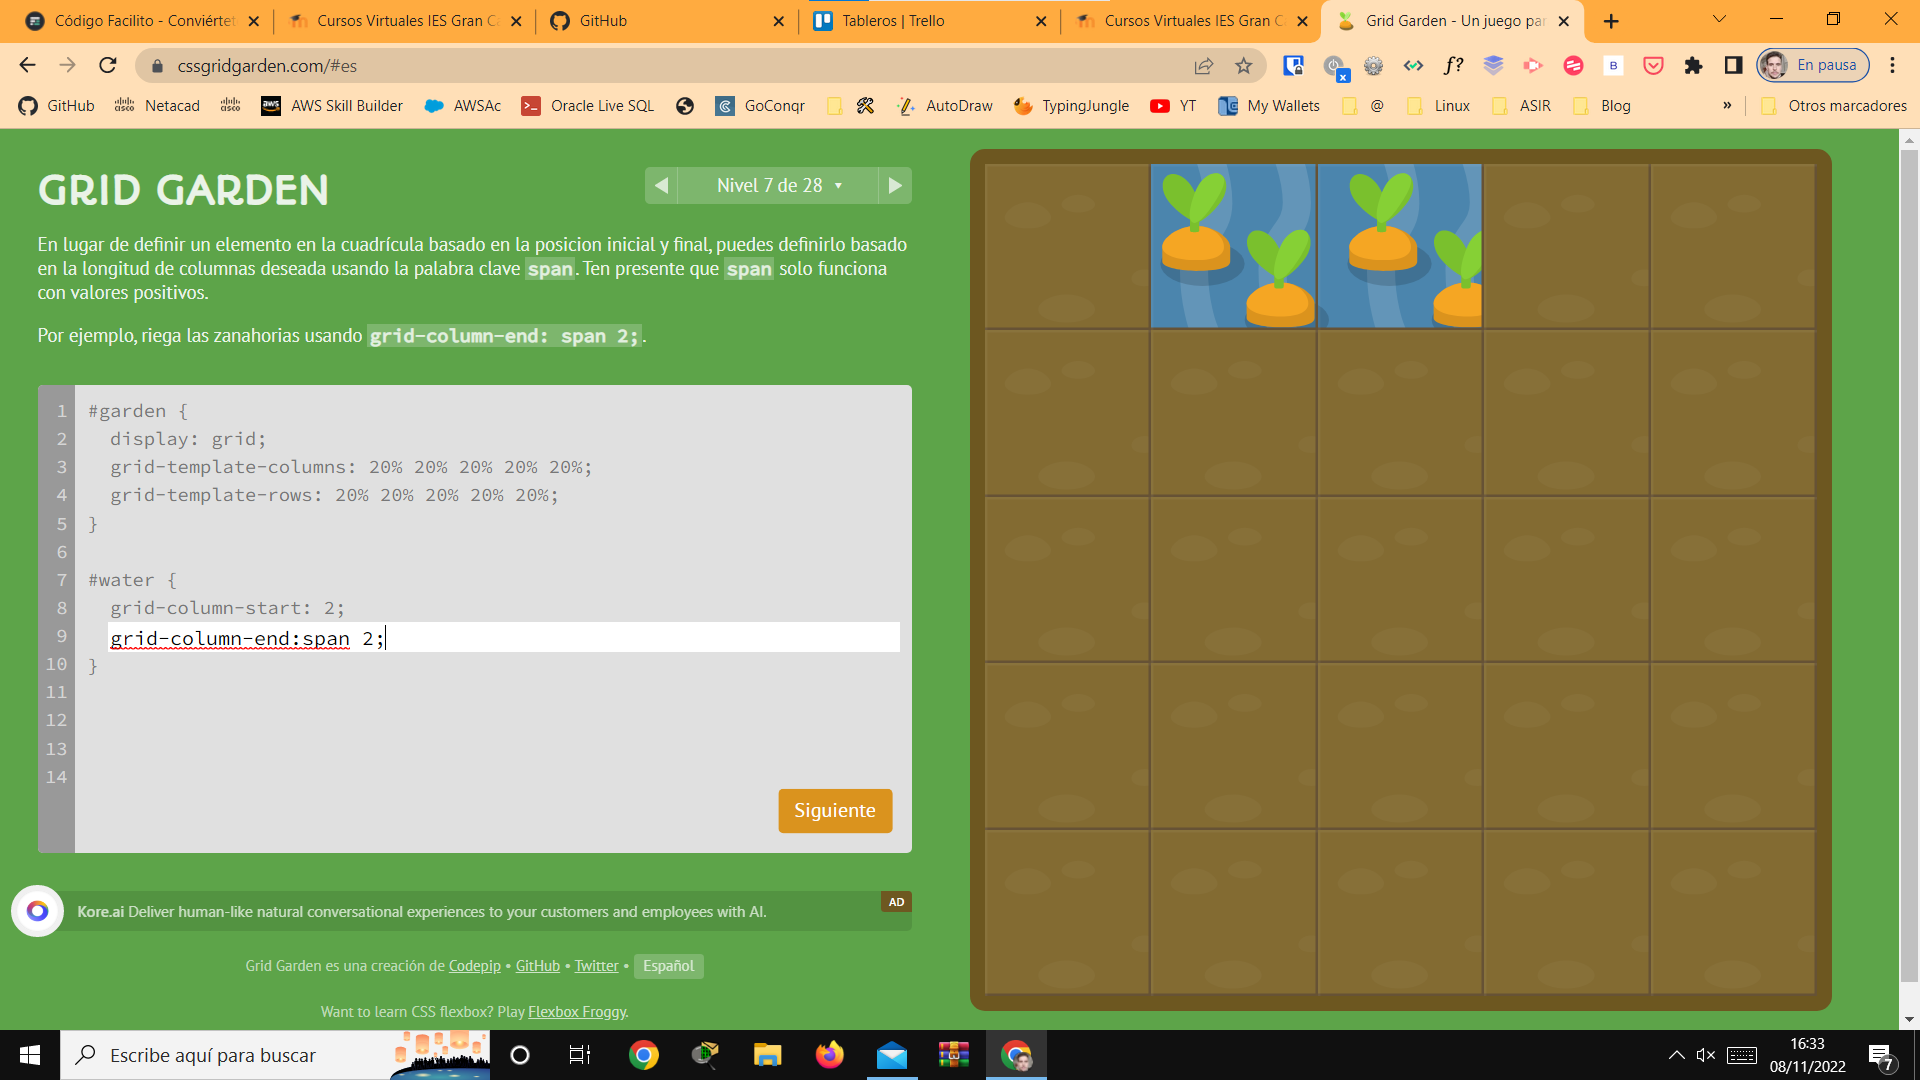 Código Facilito - Conviértet
Cursos Virtuales IES Gran Ca
GitHub
Tableros | Trello
Cursos Virtuales IES Gran Ca
Grid Garden - Un juego par
cssgridgarden.com/#es
f?
B
En pausa
GitHub
Netacad
aws
AWS Skill Builder
AWSAc
Oracle Live SQL
GoConqr
AutoDraw
TypingJungle
YT
My Wallets
@
Linux
ASIR
Blog
»
Otros marcadores
GRID GARDEN
Nivel 7 de 28
En lugar de definir un elemento en la cuadrícula basado en la posicion inicial y final, puedes definirlo basado
en la longitud de columnas deseada usando la palabra clave span. Ten presente que span solo funciona
con valores positivos.
Por ejemplo, riega las zanahorias usando grid-column-end: span 2;.
1 #garden {
2 display: grid;
3 grid-template-columns: 20% 20% 20% 20% 20%;
4 grid-template-rows: 20% 20% 20% 20% 20%;
5 }
6
7 #water {
8 grid-column-start: 2;
9 grid-column-end:span 2;
10 }
11
12
13
14
Siguiente
Kore.ai Deliver human-like natural conversational experiences to your customers and employees with AI.
AD
Grid Garden es una creación de Codepip • GitHub • Twitter • Español
Want to learn CSS flexbox? Play Flexbox Froggy.
Escribe aquí para buscar
16:33
08/11/2022
7